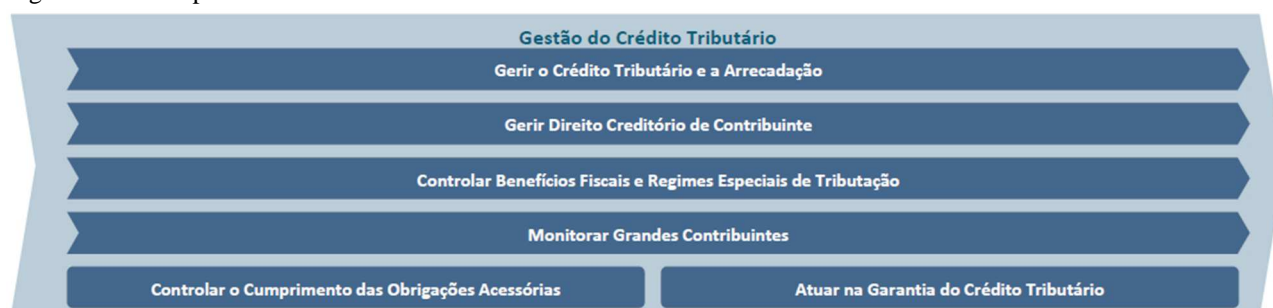 Gestão do Crédito Tributário
Gerir o Crédito Tributário e a Arrecadação
Gerir Direito Creditório de Contribuinte
Controlar Benefícios Fiscais e Regimes Especiais de Tributação
Monitorar Grandes Contribuintes
Controlar o Cumprimento das Obrigações Acessórias
Atuar na Garantia do Crédito Tributário